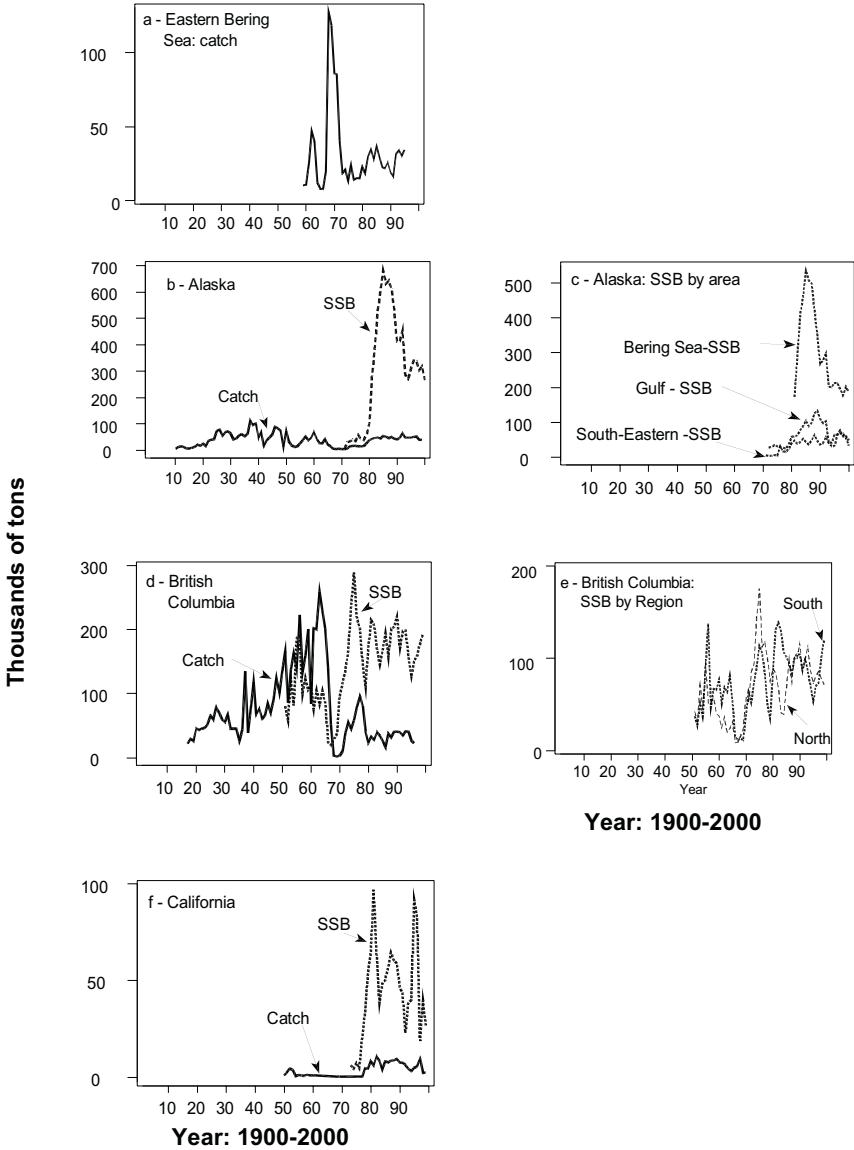 a - Eastern Bering
Sea: catch
100
50
0
10 20 30 40 50 60 70 80 90
b - Alaska
SSB
Catch
700
600
500
400
300
200
100
0
10 20 30 40 50 60 70 80 90
c - Alaska: SSB by area
Bering Sea-SSB
Gulf - SSB
South-Eastern -SSB
500
400
300
200
100
0
10 20 30 40 50 60 70 80 90
Thousands of tons
d - British
Columbia
SSB
Catch
300
200
100
0
10 20 30 40 50 60 70 80 90
e - British Columbia:
SSB by Region
South
North
200
100
0
10 20 30 40 50 60 70 80 90
Year
Year: 1900-2000
f - California
SSB
Catch
100
50
0
10 20 30 40 50 60 70 80 90
Year: 1900-2000